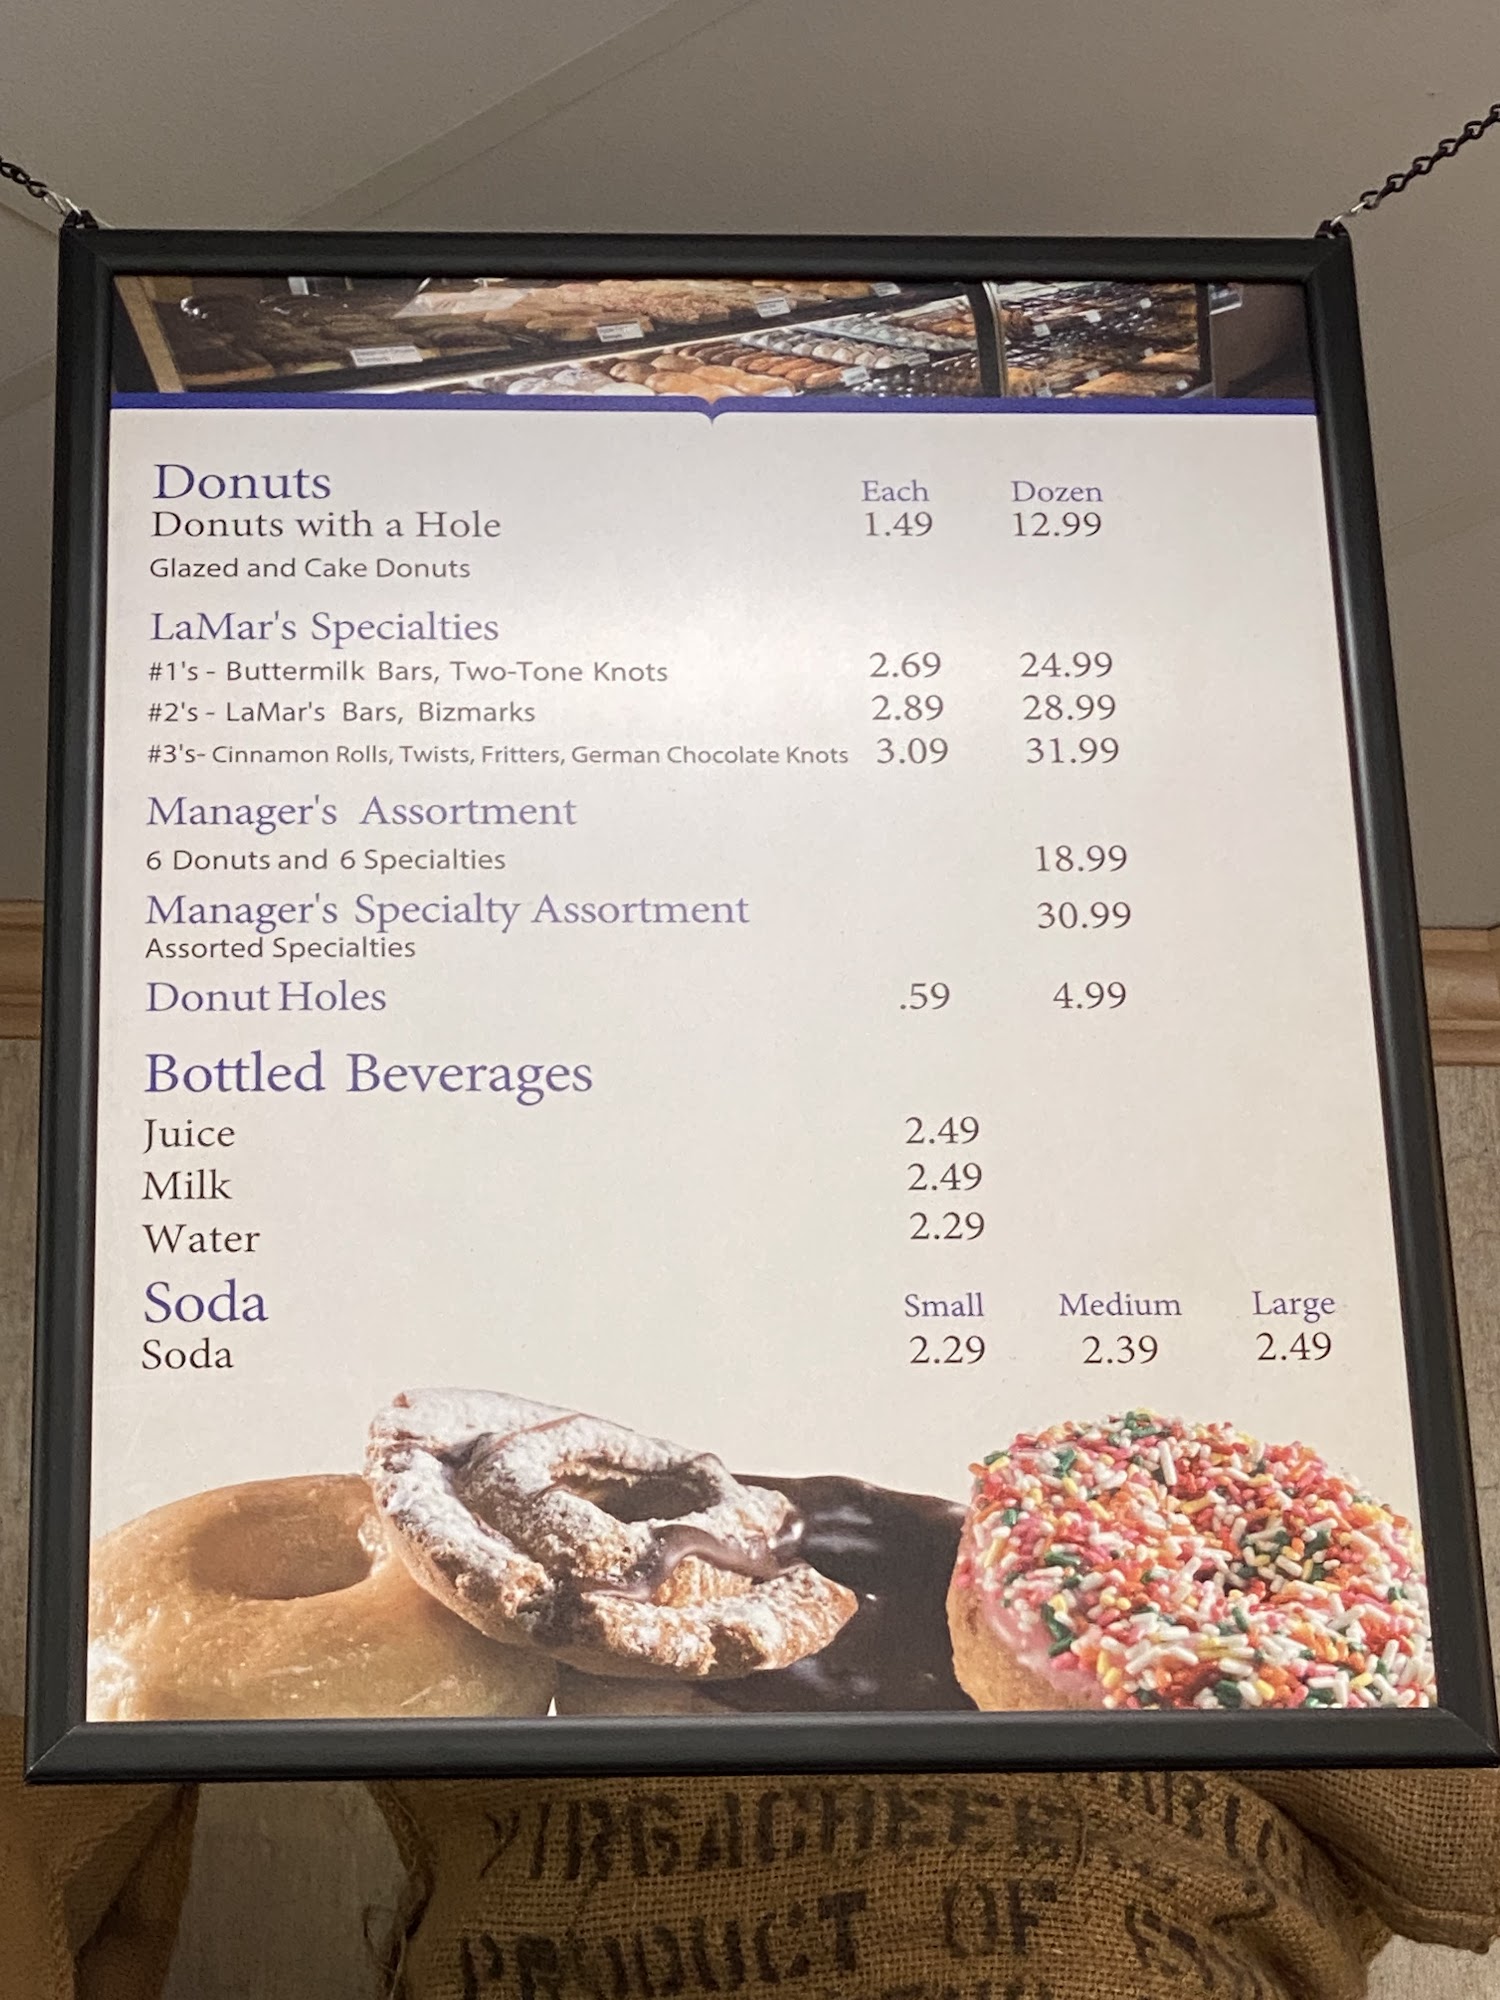 Donuts Each Dozen
Donuts with a Hole 1.49 12.99
Glazed and Cake Donuts
LaMar's Specialties
#1's - Buttermilk Bars, Two-Tone Knots 2.69 24.99
#2's - LaMar's Bars, Bizmarks 2.89 28.99
#3's- Cinnamon Rolls, Twists, Fritters, German Chocolate Knots 3.09 31.99
Manager's Assortment
6 Donuts and 6 Specialties 18.99
Manager's Specialty Assortment 30.99
Assorted Specialties
Donut Holes .59 4.99
Bottled Beverages
Juice 2.49
Milk 2.49
Water 2.29
Soda Small Medium Large
Soda 2.29 2.39 2.49
PRODUCT OF